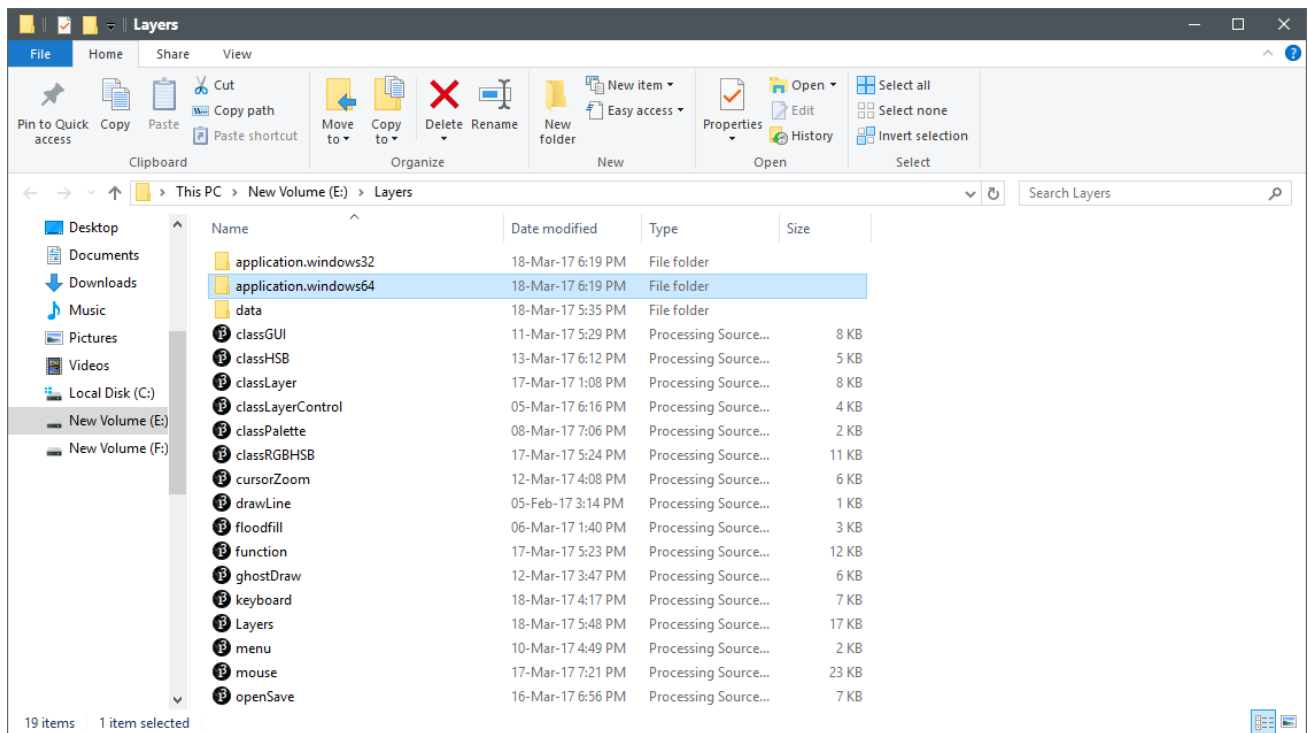 Layers
File Home Share View
Pin to Quick access
Copy
Paste
Cut
Copy path
Paste shortcut
Clipboard
Move to
Copy to
Delete
Rename
Organize
New folder
New item
Easy access
New
Properties
Open
Edit
History
Open
Select all
Select none
Invert selection
Select
This PC > New Volume (E:) > Layers
Search Layers
Desktop
Documents
Downloads
Music
Pictures
Videos
Local Disk (C:)
New Volume (E:)
New Volume (F:)
Name Date modified Type Size
application.windows32 18-Mar-17 6:19 PM File folder
application.windows64 18-Mar-17 6:19 PM File folder
data 18-Mar-17 5:35 PM File folder
classGUI 11-Mar-17 5:29 PM Processing Source... 8 KB
classHSB 13-Mar-17 6:12 PM Processing Source... 5 KB
classLayer 17-Mar-17 1:08 PM Processing Source... 8 KB
classLayerControl 05-Mar-17 6:16 PM Processing Source... 4 KB
classPalette 08-Mar-17 7:06 PM Processing Source... 2 KB
classRGBHSB 17-Mar-17 5:24 PM Processing Source... 11 KB
cursorZoom 12-Mar-17 4:08 PM Processing Source... 6 KB
drawLine 05-Feb-17 3:14 PM Processing Source... 1 KB
floodfill 06-Mar-17 1:40 PM Processing Source... 3 KB
function 17-Mar-17 5:23 PM Processing Source... 12 KB
ghostDraw 12-Mar-17 3:47 PM Processing Source... 6 KB
keyboard 18-Mar-17 4:17 PM Processing Source... 7 KB
Layers 18-Mar-17 5:48 PM Processing Source... 17 KB
menu 10-Mar-17 4:49 PM Processing Source... 2 KB
mouse 17-Mar-17 7:21 PM Processing Source... 23 KB
openSave 16-Mar-17 6:56 PM Processing Source... 7 KB
19 items 1 item selected